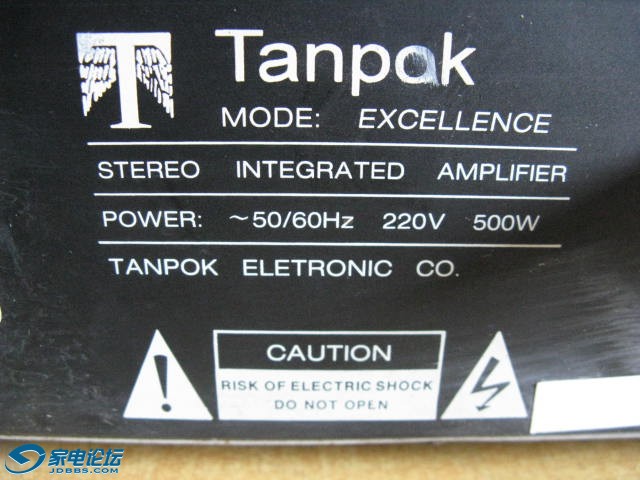 T Tanpok
MODE: EXCELLENCE
STEREO INTEGRATED AMPLIFIER
POWER: ~50/60Hz 220V 500W
TANPOK ELETRONIC CO.
CAUTION
RISK OF ELECTRIC SHOCK
DO NOT OPEN
家电论坛
JDBBS.COM